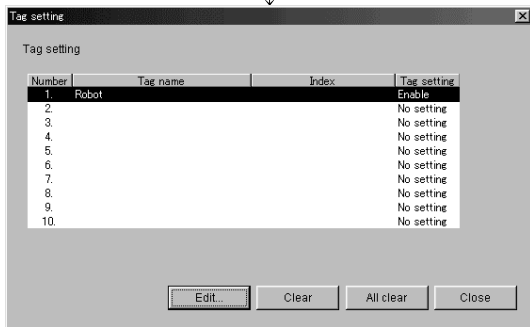 Tag setting
Tag setting
Number Tag name Index Tag setting
1. Robot Enable
2. No setting
3. No setting
4. No setting
5. No setting
6. No setting
7. No setting
8. No setting
9. No setting
10. No setting
Edit... Clear All clear Close